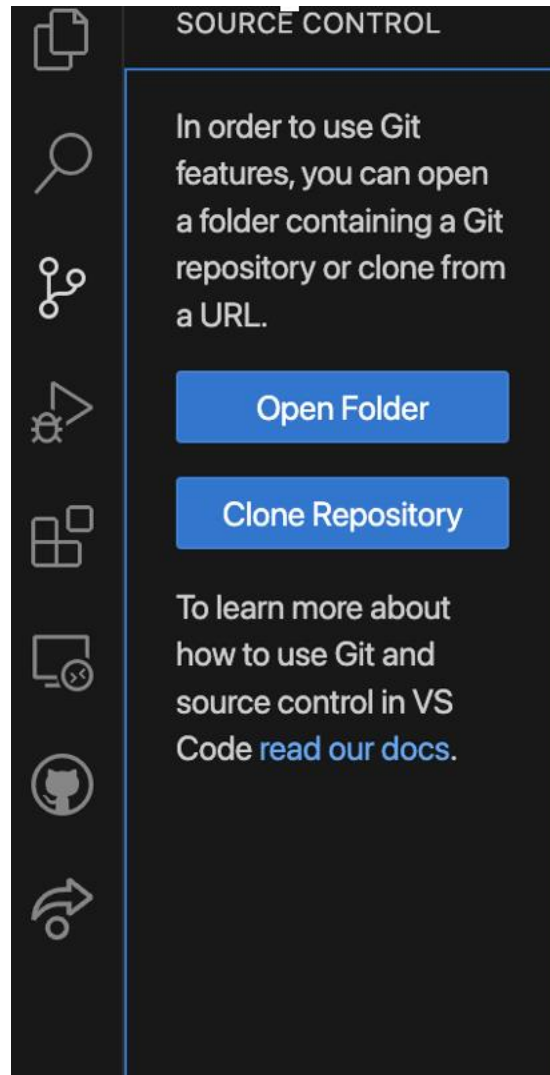 SOURCE CONTROL
In order to use Git
features, you can open
a folder containing a Git
repository or clone from
a URL.
Open Folder
Clone Repository
To learn more about
how to use Git and
source control in VS
Code read our docs.